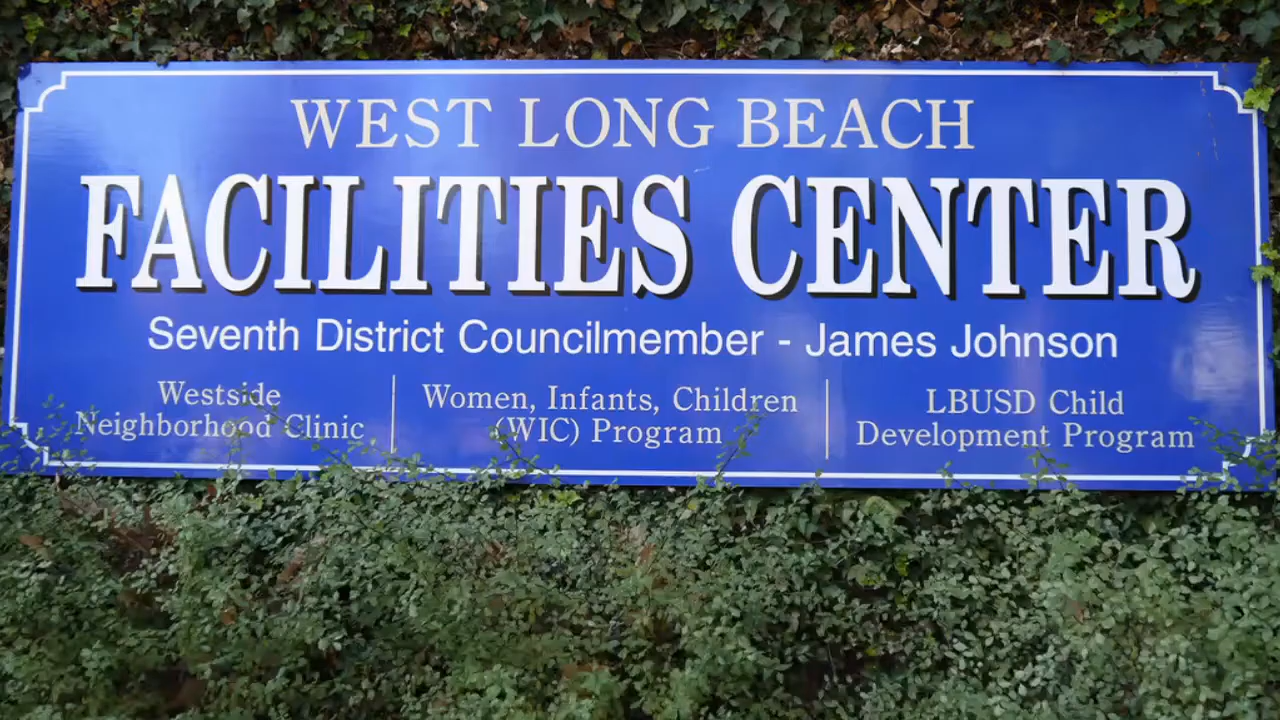 WEST LONG BEACH
FACILITIES CENTER
Seventh District Councilmember - James Johnson
Westside
Neighborhood Clinic
Women, Infants, Children
(WIC) Program
LBUSD Child
Development Program